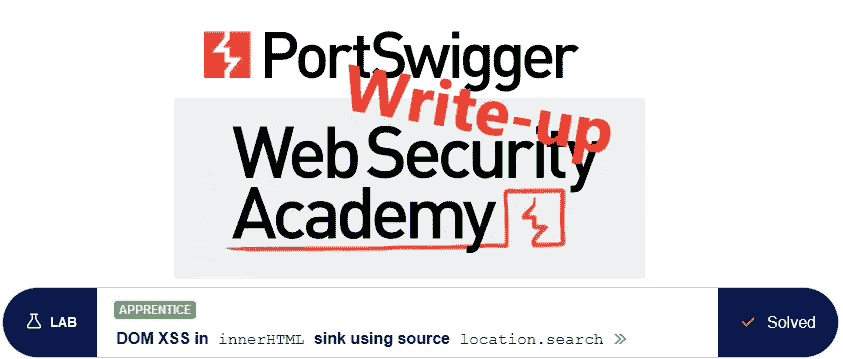 PortSwigger
Write-up
Web Security
Academy
APPRENTICE
LAB
DOM XSS in innerHTML sink using source location.search >>
Solved